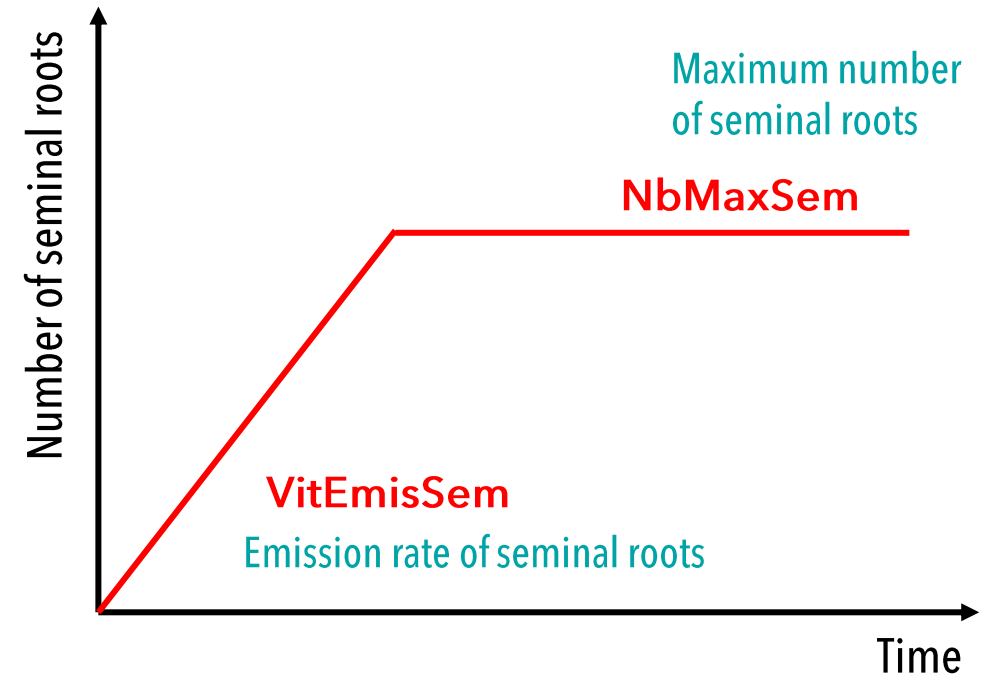 Number of seminal roots
Maximum number
of seminal roots
NbMaxSem
VitEmisSem
Emission rate of seminal roots
Time